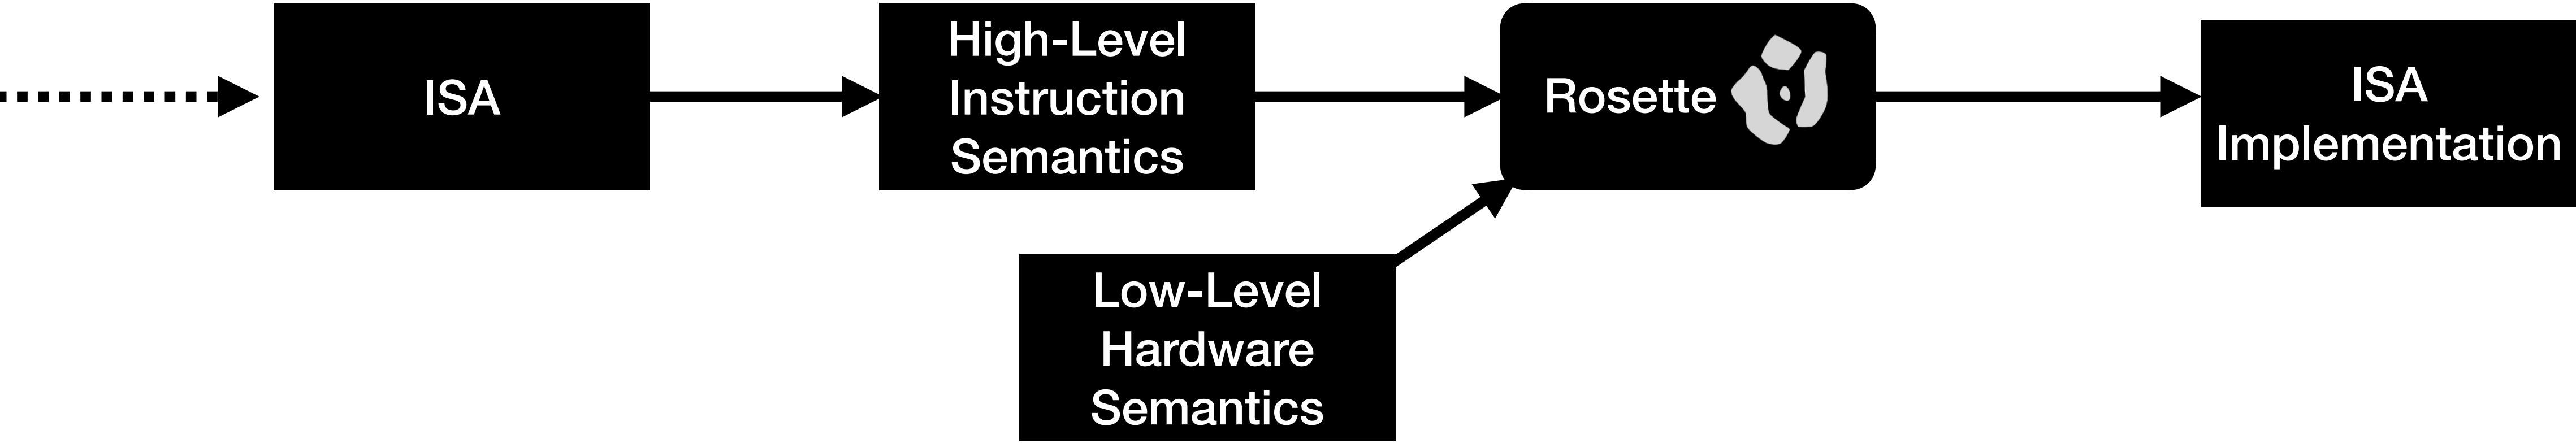 ISA
High-Level
Instruction
Semantics
Rosette
ISA
Implementation
Low-Level
Hardware
Semantics